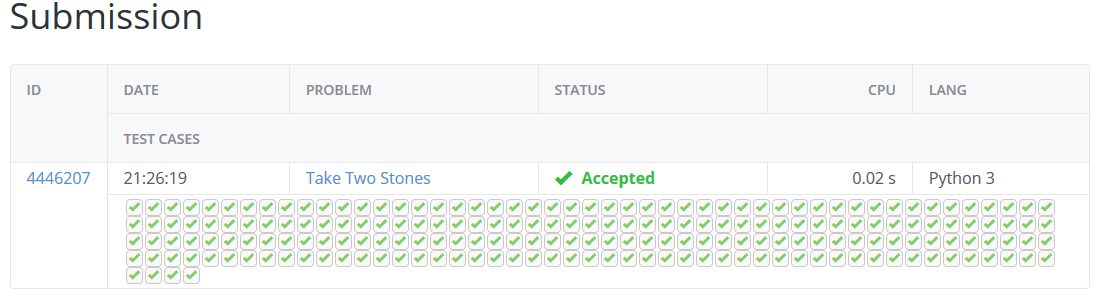 Submission
ID DATE PROBLEM STATUS CPU LANG
TEST CASES
4446207 21:26:19 Take Two Stones Accepted 0.02 s Python 3